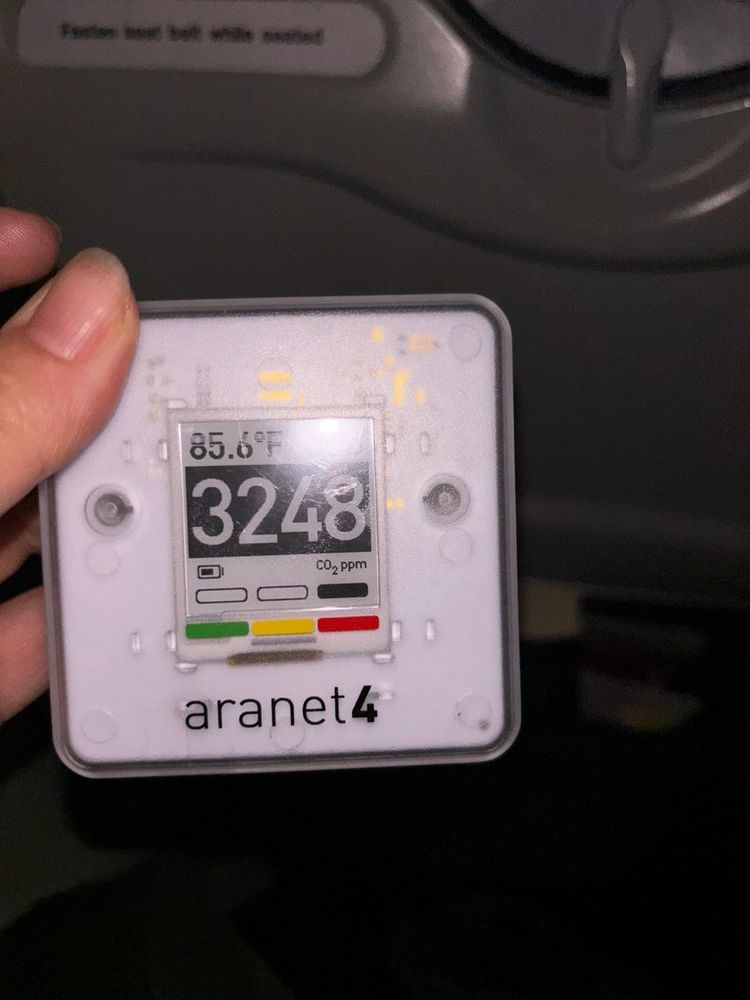 Fasten seat belt while seated
85.6°F
3248
CO2 ppm
aranet4